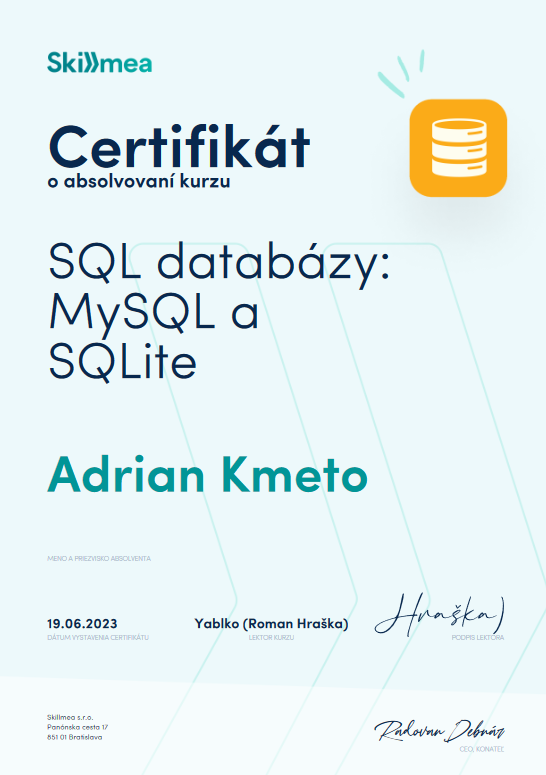 Skillmea
Certifikát
o absolvovaní kurzu
SQL databázy:
MySQL a
SQLite
Adrian Kmeto
MENO A PRIEZVISKO ABSOLVENTA
19.06.2023
DÁTUM VYSTAVENIA CERTIFIKÁTU
Yablko (Roman Hraška)
LEKTOR KURZU
Hraška)
PODPIS LEKTORA
Skillmea s.r.o.
Panónska cesta 17
851 01 Bratislava
Radovan Debnár
CEO, KONATEĽ